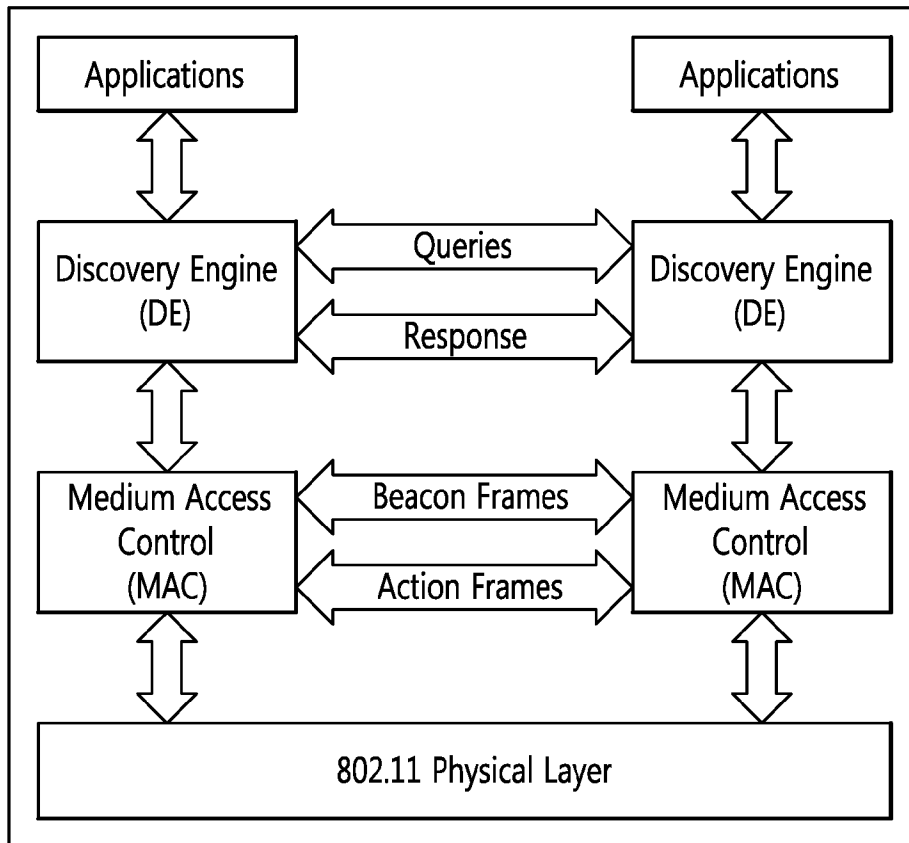 Applications
Applications
Discovery Engine
(DE)
Queries
Response
Discovery Engine
(DE)
Medium Access
Control
(MAC)
Beacon Frames
Action Frames
Medium Access
Control
(MAC)
802.11 Physical Layer